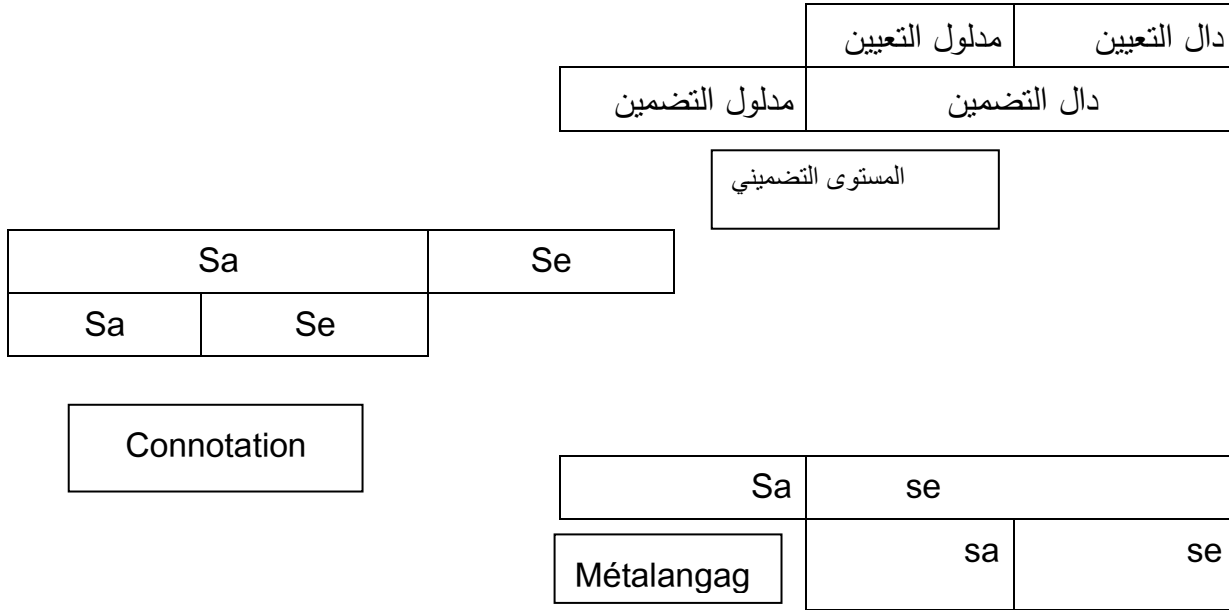 دال التعيين مدلول التعيين
دال التضمين مدلول التضمين
المستوى التضميني
Sa Se
Sa Se
Connotation
Sa se
sa se
Métalangag